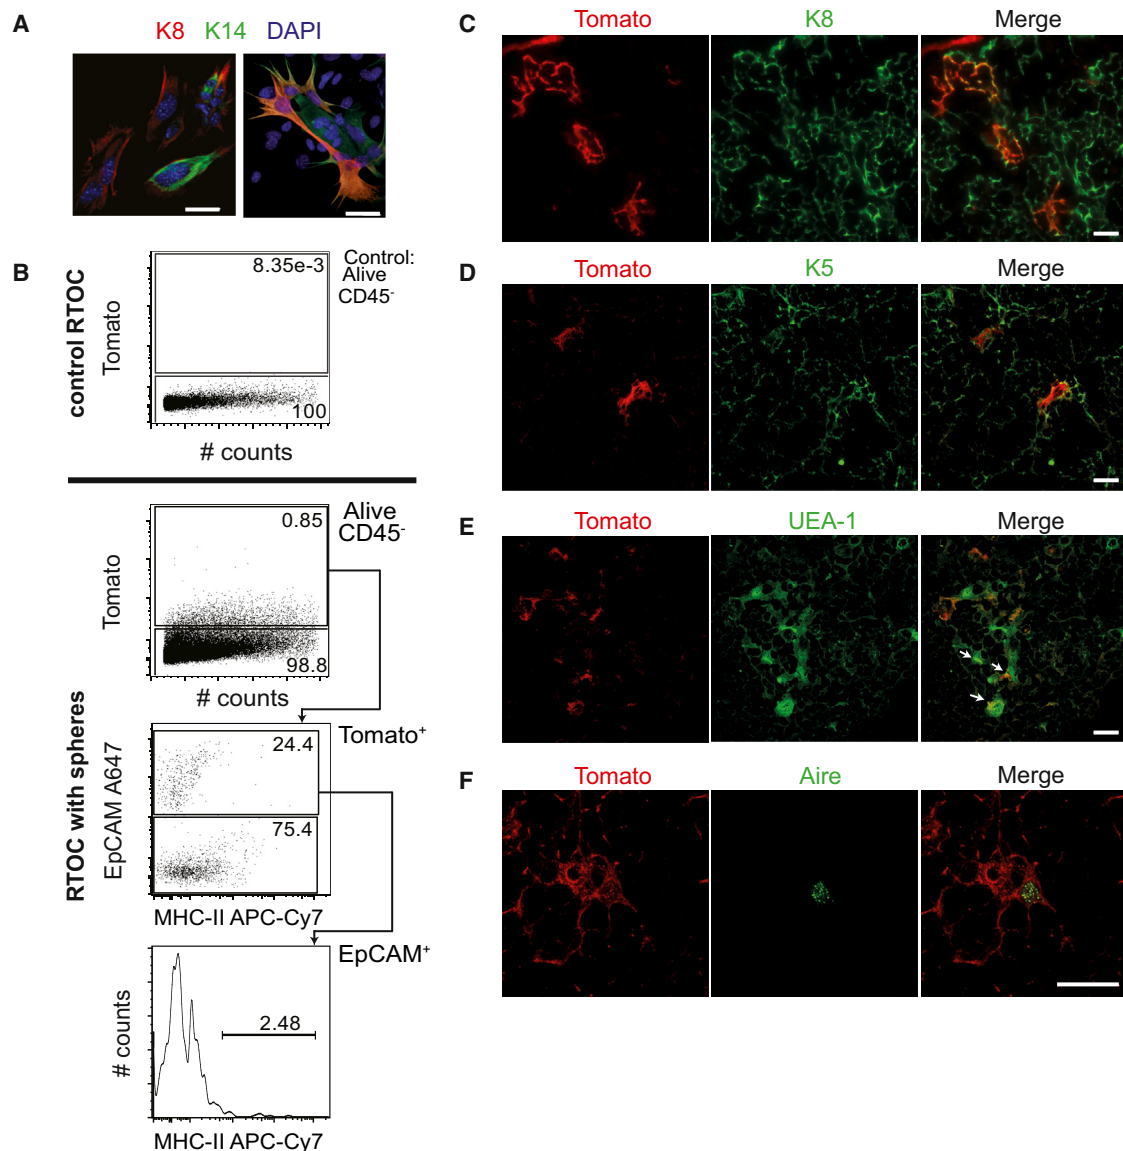 A
K8 K14 DAPI
B
control RTOC
Tomato
8.35e-3
100
Control:
Alive
CD45-
# counts
RTOC with spheres
Tomato
0.85
98.8
Alive
CD45-
# counts
EpCAM A647
24.4
75.4
Tomato+
MHC-II APC-Cy7
# counts
2.48
EpCAM+
MHC-II APC-Cy7
C
Tomato K8 Merge
D
Tomato K5 Merge
E
Tomato UEA-1 Merge
F
Tomato Aire Merge